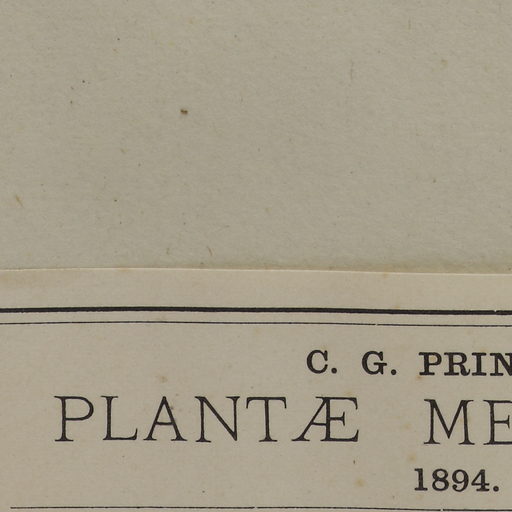 C. G. PRIN
PLANTÆ ME
1894.